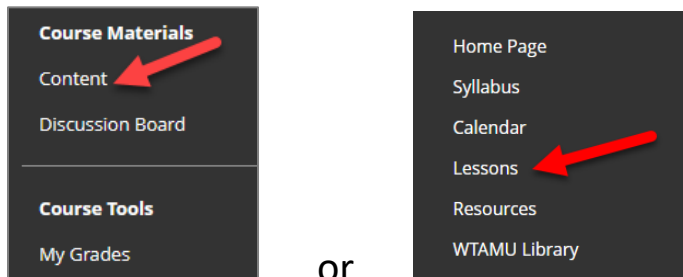 Course Materials
Content
Discussion Board
Course Tools
My Grades
or
Home Page
Syllabus
Calendar
Lessons
Resources
WTAMU Library